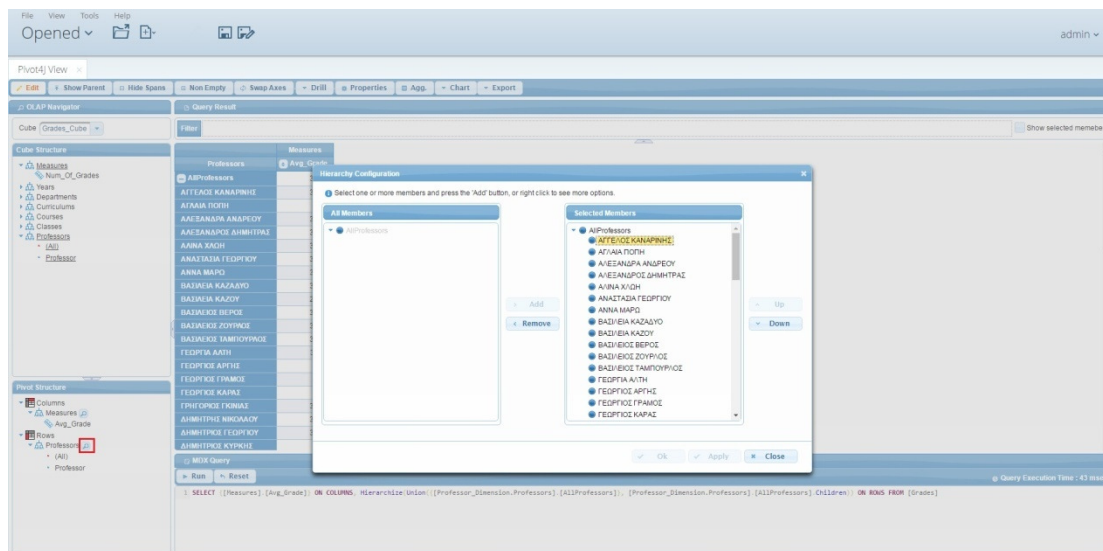 File View Tools Help
Opened
admin
Pivot4J View ×
Edit Show Parent Hide Spans Non Empty Swap Axes Drill Properties Agg. Chart Export
OLAP Navigator
Cube Grades_Cube
Cube Structure
Measures
Num_Of_Grades
Years
Departments
Curriculums
Courses
Classes
Professors
(All)
Professor
Pivot Structure
Columns
Measures
Avg_Grade
Rows
Professors
(All)
Professor
Query Result
Filter
Show selected memebe
Measures
Professors Avg_Grade
AllProfessors
ΑΓΓΕΛΟΣ ΚΑΝΑΡΙΝΗΣ
ΑΓΛΑΙΑ ΠΟΠΗ
ΑΛΕΞΑΝΔΡΑ ΑΝΔΡΕΟΥ
ΑΛΕΞΑΝΔΡΟΣ ΔΗΜΗΤΡΑΣ
ΑΛΙΝΑ ΧΛΩΗ
ΑΝΑΣΤΑΣΙΑ ΓΕΩΡΓΙΟΥ
ΑΝΝΑ ΜΑΡΩ
ΒΑΣΙΛΕΙΑ ΚΑΖΑΔΥΟ
ΒΑΣΙΛΕΙΑ ΚΑΖΟΥ
ΒΑΣΙΛΕΙΟΣ ΒΕΡΟΣ
ΒΑΣΙΛΕΙΟΣ ΖΟΥΡΛΟΣ
ΒΑΣΙΛΕΙΟΣ ΤΑΜΠΟΥΡΛΟΣ
ΓΕΩΡΓΙΑ ΑΛΤΗ
ΓΕΩΡΓΙΟΣ ΑΡΓΗΣ
ΓΕΩΡΓΙΟΣ ΓΡΑΜΟΣ
ΓΕΩΡΓΙΟΣ ΚΑΡΑΣ
ΓΡΗΓΟΡΙΟΣ ΓΚΙΝΙΑΣ
ΔΗΜΗΤΡΗΣ ΝΙΚΟΛΑΟΥ
ΔΗΜΗΤΡΙΟΣ ΓΕΩΡΓΙΟΥ
ΔΗΜΗΤΡΙΟΣ ΚΥΡΚΗΣ
Hierarchy Configuration ×
Select one or more members and press the 'Add' button, or right click to see more options.
All Members
AllProfessors
Add
Remove
Selected Members
AllProfessors
ΑΓΓΕΛΟΣ ΚΑΝΑΡΙΝΗΣ
ΑΓΛΑΙΑ ΠΟΠΗ
ΑΛΕΞΑΝΔΡΑ ΑΝΔΡΕΟΥ
ΑΛΕΞΑΝΔΡΟΣ ΔΗΜΗΤΡΑΣ
ΑΛΙΝΑ ΧΛΩΗ
ΑΝΑΣΤΑΣΙΑ ΓΕΩΡΓΙΟΥ
ΑΝΝΑ ΜΑΡΩ
ΒΑΣΙΛΕΙΑ ΚΑΖΑΔΥΟ
ΒΑΣΙΛΕΙΑ ΚΑΖΟΥ
ΒΑΣΙΛΕΙΟΣ ΒΕΡΟΣ
ΒΑΣΙΛΕΙΟΣ ΖΟΥΡΛΟΣ
ΒΑΣΙΛΕΙΟΣ ΤΑΜΠΟΥΡΛΟΣ
ΓΕΩΡΓΙΑ ΑΛΤΗ
ΓΕΩΡΓΙΟΣ ΑΡΓΗΣ
ΓΕΩΡΓΙΟΣ ΓΡΑΜΟΣ
ΓΕΩΡΓΙΟΣ ΚΑΡΑΣ
Up
Down
Ok Apply Close
MDX Query
Run Reset
Query Execution Time : 43
1 SELECT {[Measures].[Avg_Grade]} ON COLUMNS, Hierarchize(Union({[Professor_Dimension.Professors].[AllProfessors]}, [Professor_Dimension.Professors].[AllProfessors].Children)) ON ROWS FROM [Grades]